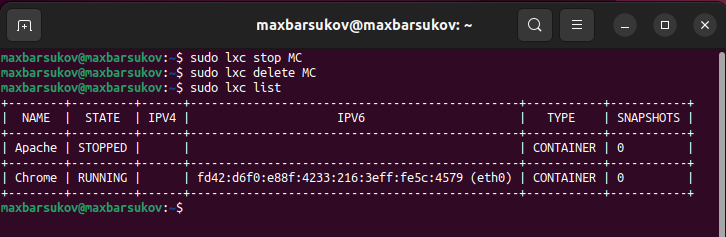 maxbarsukov@maxbarsukov: ~
maxbarsukov@maxbarsukov:~$ sudo lxc stop MC
maxbarsukov@maxbarsukov:~$ sudo lxc delete MC
maxbarsukov@maxbarsukov:~$ sudo lxc list
+--------+---------+------+-----------------------------------------------+-----------+-----------+
|  NAME  |  STATE  | IPV4 |                     IPV6                      |   TYPE    | SNAPSHOTS |
+--------+---------+------+-----------------------------------------------+-----------+-----------+
| Apache | STOPPED |      |                                               | CONTAINER | 0         |
+--------+---------+------+-----------------------------------------------+-----------+-----------+
| Chrome | RUNNING |      | fd42:d6f0:e88f:4233:216:3eff:fe5c:4579 (eth0) | CONTAINER | 0         |
+--------+---------+------+-----------------------------------------------+-----------+-----------+
maxbarsukov@maxbarsukov:~$